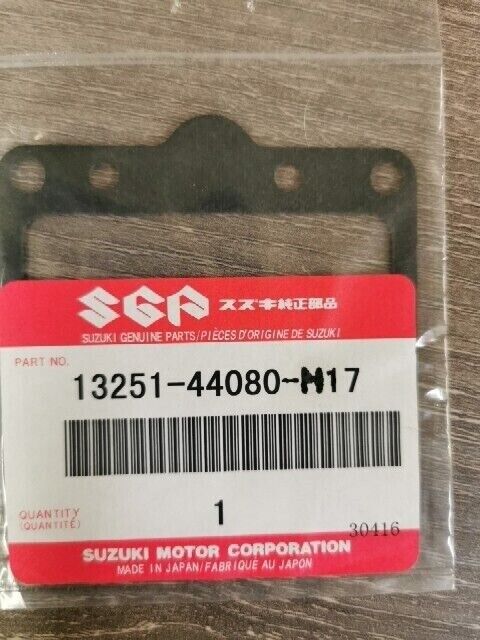 SGP スズキ純正部品
SUZUKI GENUINE PARTS/PIÈCES D'ORIGINE DE SUZUKI
PART NO.
13251-44080-H17
QUANTITY
(QUANTITÉ)
1
30416
SUZUKI MOTOR CORPORATION
MADE IN JAPAN/FABRIQUÉ AU JAPON